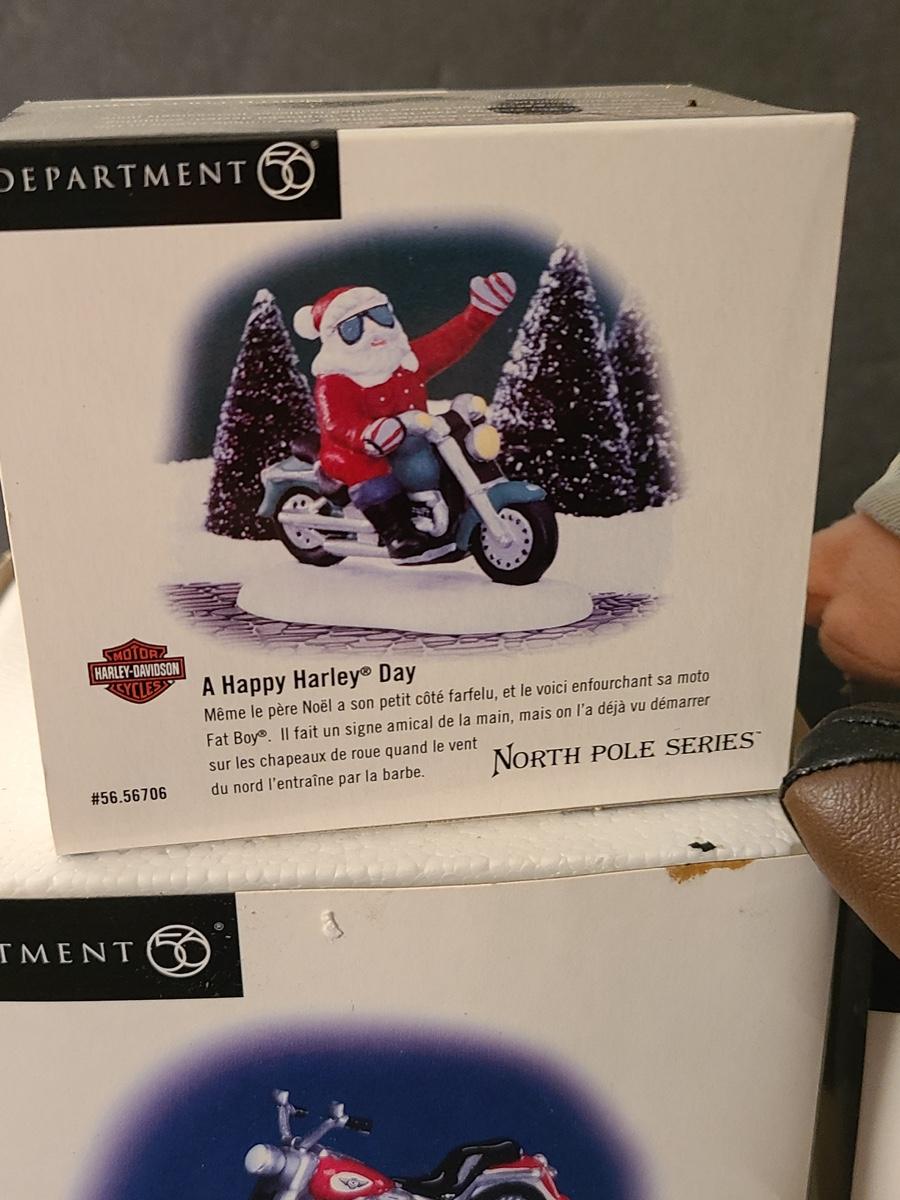 DEPARTMENT 56®
MOTOR
HARLEY-DAVIDSON
CYCLES
A Happy Harley® Day
Même le père Noël a son petit côté farfelu, et le voici enfourchant sa moto
Fat Boy®. Il fait un signe amical de la main, mais on l'a déjà vu démarrer
sur les chapeaux de roue quand le vent
du nord l'entraîne par la barbe.
NORTH POLE SERIES™
#56.56706
TMENT 56®